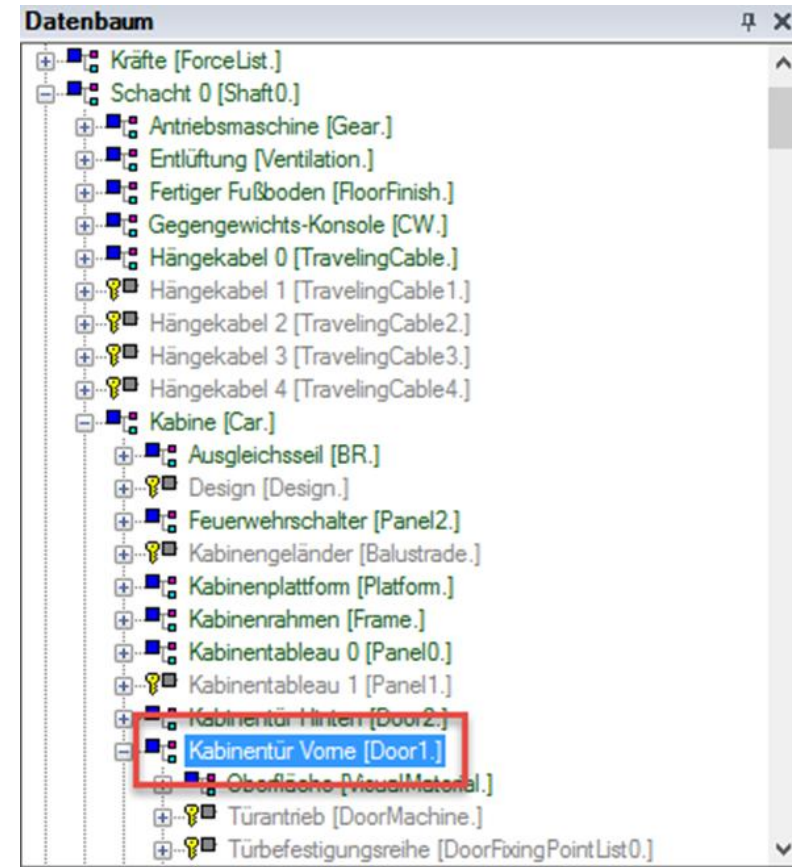 Datenbaum
Kräfte [ForceList.]
Schacht 0 [Shaft0.]
Antriebsmaschine [Gear.]
Entlüftung [Ventilation.]
Fertiger Fußboden [FloorFinish.]
Gegengewichts-Konsole [CW.]
Hängekabel 0 [TravelingCable.]
Hängekabel 1 [TravelingCable1.]
Hängekabel 2 [TravelingCable2.]
Hängekabel 3 [TravelingCable3.]
Hängekabel 4 [TravelingCable4.]
Kabine [Car.]
Ausgleichsseil [BR.]
Design [Design.]
Feuerwehrschalter [Panel2.]
Kabinengeländer [Balustrade.]
Kabinenplattform [Platform.]
Kabinenrahmen [Frame.]
Kabinentableau 0 [Panel0.]
Kabinentableau 1 [Panel1.]
Kabinentür Hinten [Door2.]
Kabinentür Vorne [Door1.]
Oberfläche [VisualMaterial.]
Türantrieb [DoorMachine.]
Türbefestigungsreihe [DoorFixingPointList0.]